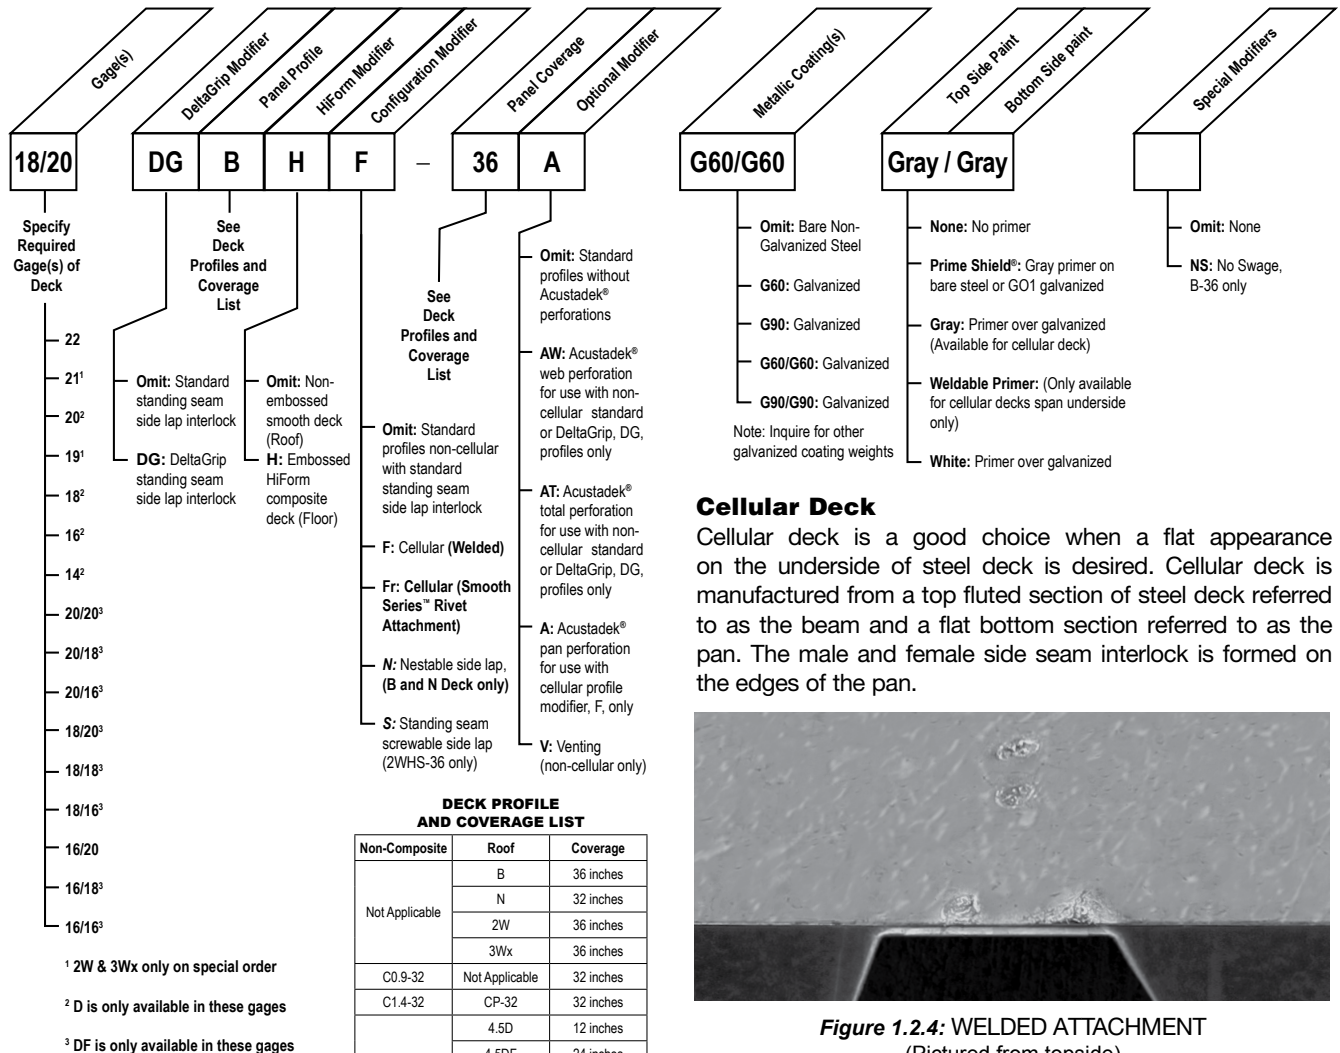 Gage(s)
DeltaGrip Modifier
Panel Profile
HiForm Modifier
Configuration Modifier
Panel Coverage
Optional Modifier
Metallic Coating(s)
Top Side Paint
Bottom Side paint
Special Modifiers
18/20
DG
B
H
F
–
36
A
G60/G60
Gray / Gray
Specify
Required
Gage(s) of
Deck
22
21¹
20²
19¹
18²
16²
14²
20/20³
20/18³
20/16³
18/20³
18/18³
18/16³
16/20
16/18³
16/16³
¹ 2W & 3Wx only on special order
² D is only available in these gages
³ DF is only available in these gages
Omit: Standard
standing seam
side lap interlock
DG: DeltaGrip
standing seam
side lap interlock
See
Deck
Profiles and
Coverage
List
Omit: Non-
embossed
smooth deck
(Roof)
H: Embossed
HiForm
composite
deck (Floor)
Omit: Standard
profiles non-cellular
with standard
standing seam
side lap interlock
F: Cellular (Welded)
Fr: Cellular (Smooth
Series™ Rivet
Attachment)
N: Nestable side lap,
(B and N Deck only)
S: Standing seam
screwable side lap
(2WHS-36 only)
See
Deck
Profiles and
Coverage
List
Omit: Standard
profiles without
Acustadek®
perforations
AW: Acustadek®
web perforation
for use with non-
cellular standard
or DeltaGrip, DG,
profiles only
AT: Acustadek®
total perforation
for use with non-
cellular standard
or DeltaGrip, DG,
profiles only
A: Acustadek®
pan perforation
for use with
cellular profile
modifier, F, only
V: Venting
(non-cellular only)
Omit: Bare Non-
Galvanized Steel
G60: Galvanized
G90: Galvanized
G60/G60: Galvanized
G90/G90: Galvanized
Note: Inquire for other
galvanized coating weights
None: No primer
Prime Shield®: Gray primer on
bare steel or GO1 galvanized
Gray: Primer over galvanized
(Available for cellular deck)
Weldable Primer: (Only available
for cellular decks span underside
only)
White: Primer over galvanized
Omit: None
NS: No Swage,
B-36 only
DECK PROFILE
AND COVERAGE LIST
Non-Composite Roof Coverage
Not Applicable
B 36 inches
N 32 inches
2W 36 inches
3Wx 36 inches
C0.9-32 Not Applicable 32 inches
C1.4-32 CP-32 32 inches
4.5D 12 inches
4.5DF 24 inches
Cellular Deck
Cellular deck is a good choice when a flat appearance
on the underside of steel deck is desired. Cellular deck is
manufactured from a top fluted section of steel deck referred
to as the beam and a flat bottom section referred to as the
pan. The male and female side seam interlock is formed on
the edges of the pan.
Figure 1.2.4: WELDED ATTACHMENT
(Pictured from topside)